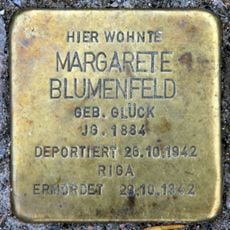 HIER WOHNTE
MARGARETE
BLUMENFELD
GEB. GLÜCK
JG. 1884
DEPORTIERT 26.10.1942
RIGA
ERMORDET 29.10.1942